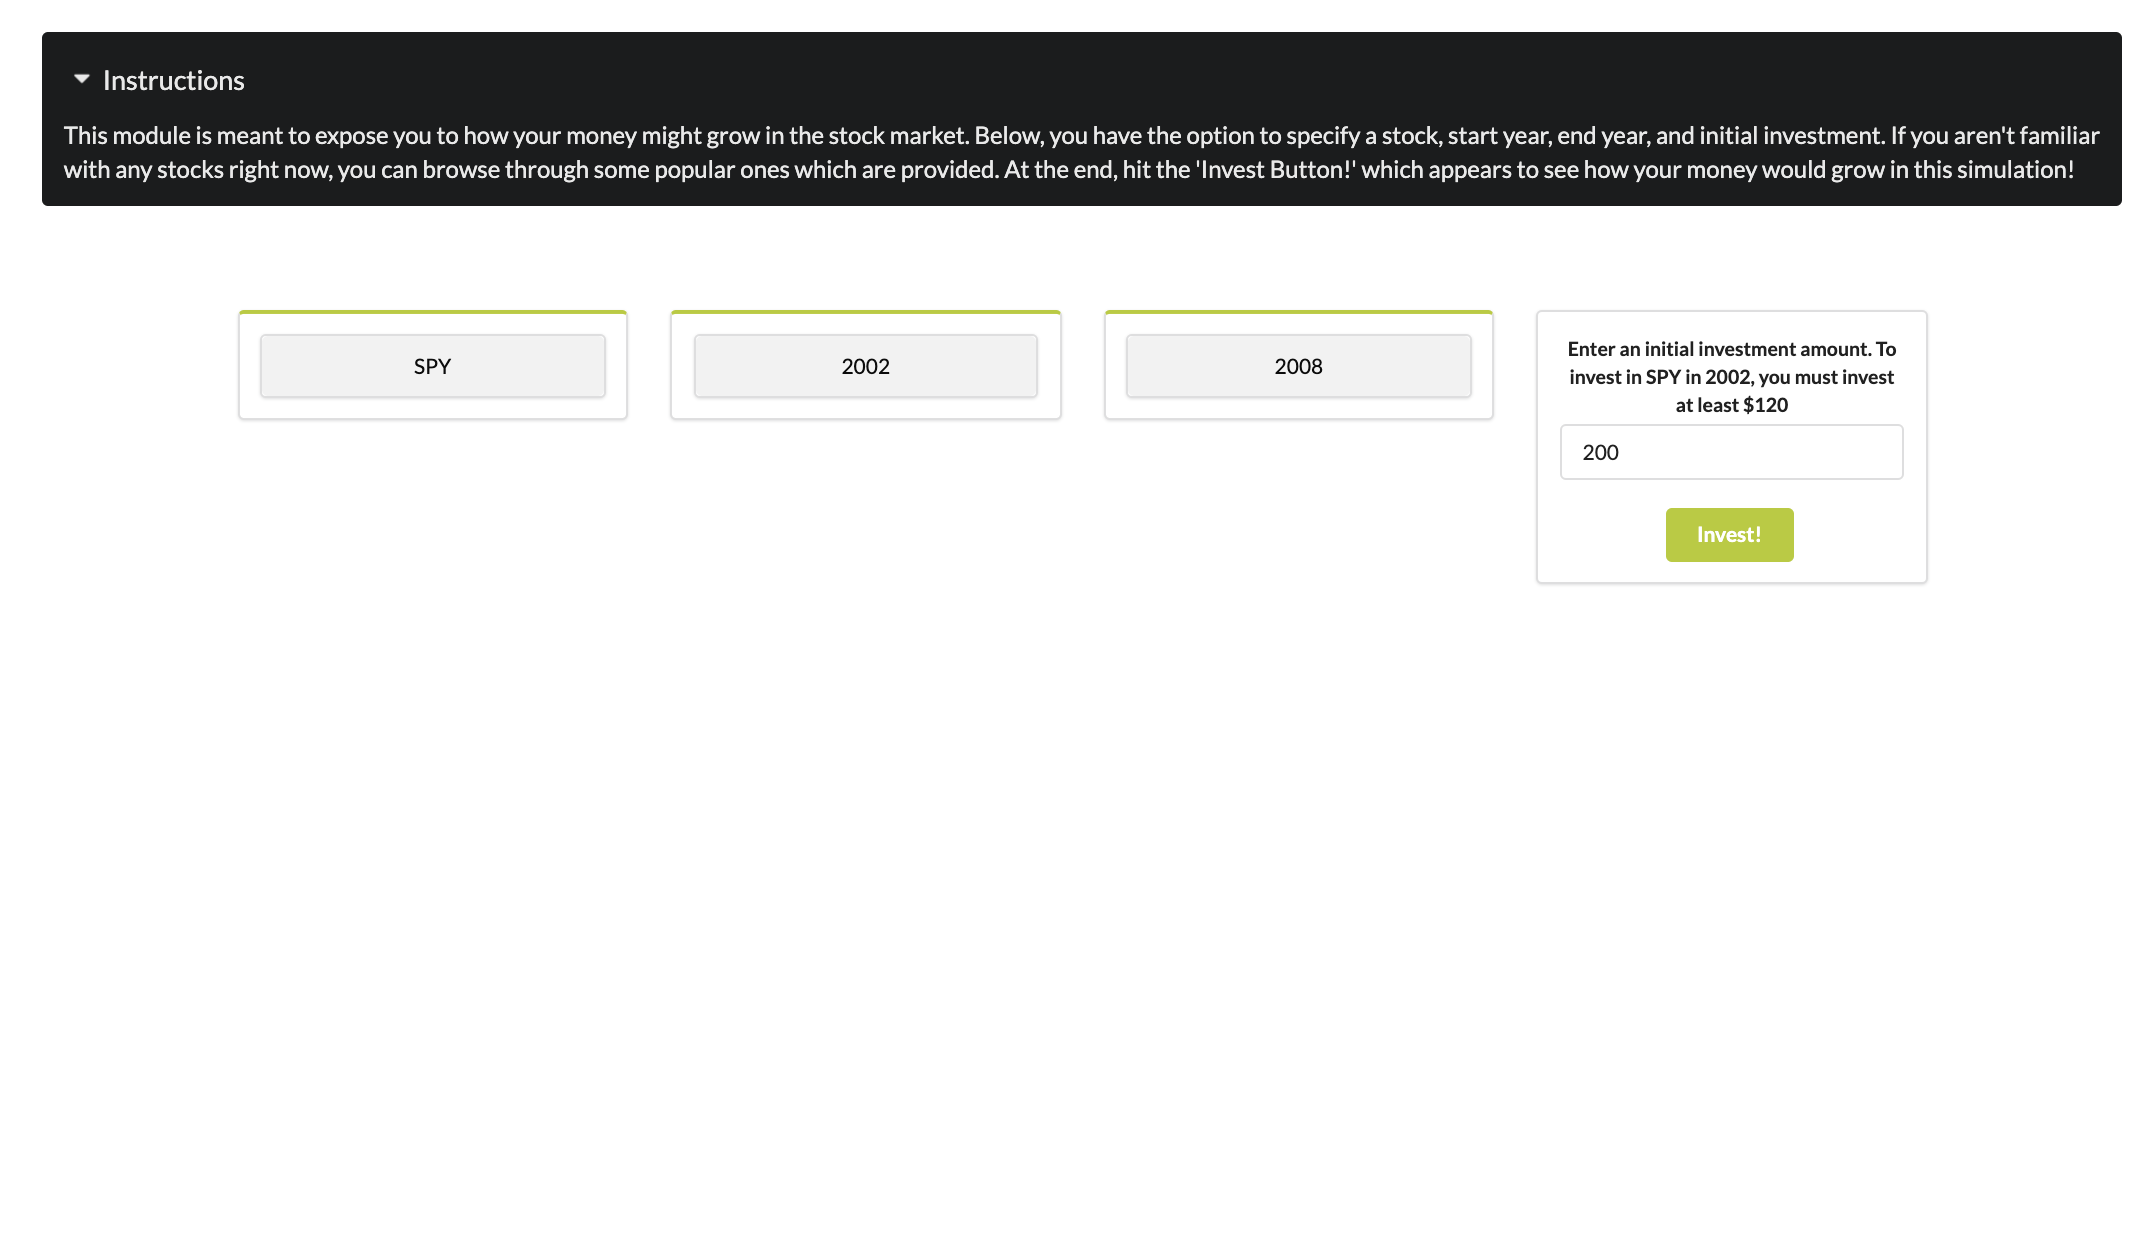 Instructions
This module is meant to expose you to how your money might grow in the stock market. Below, you have the option to specify a stock, start year, end year, and initial investment. If you aren't familiar
with any stocks right now, you can browse through some popular ones which are provided. At the end, hit the 'Invest Button!' which appears to see how your money would grow in this simulation!
SPY
2002
2008
Enter an initial investment amount. To
invest in SPY in 2002, you must invest
at least $120
200
Invest!